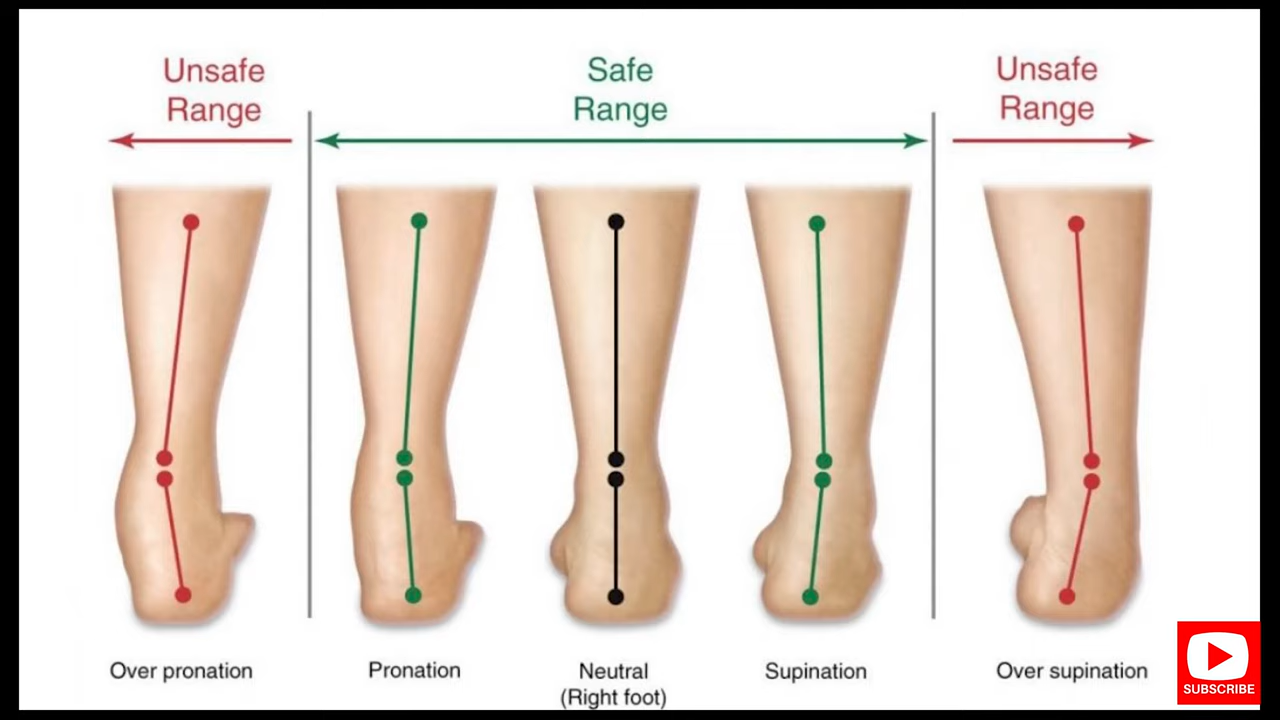 Unsafe
Range
Safe
Range
Unsafe
Range
Over pronation
Pronation
Neutral
(Right foot)
Supination
Over supination
SUBSCRIBE